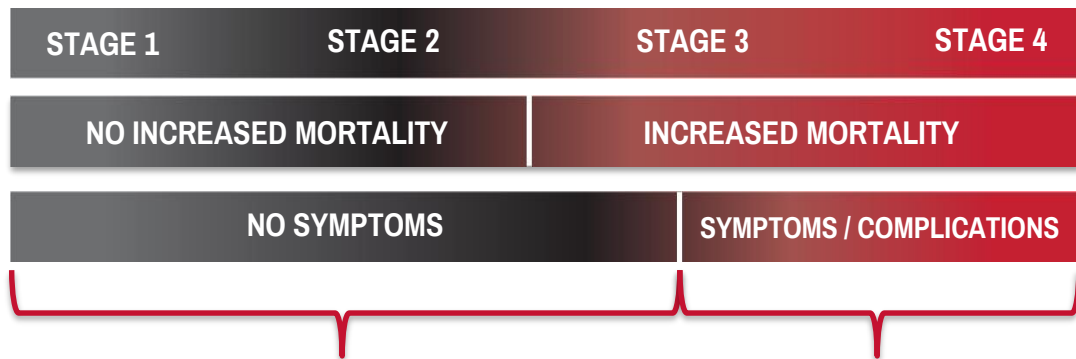 STAGE 1 STAGE 2 STAGE 3 STAGE 4
NO INCREASED MORTALITY INCREASED MORTALITY
NO SYMPTOMS SYMPTOMS / COMPLICATIONS